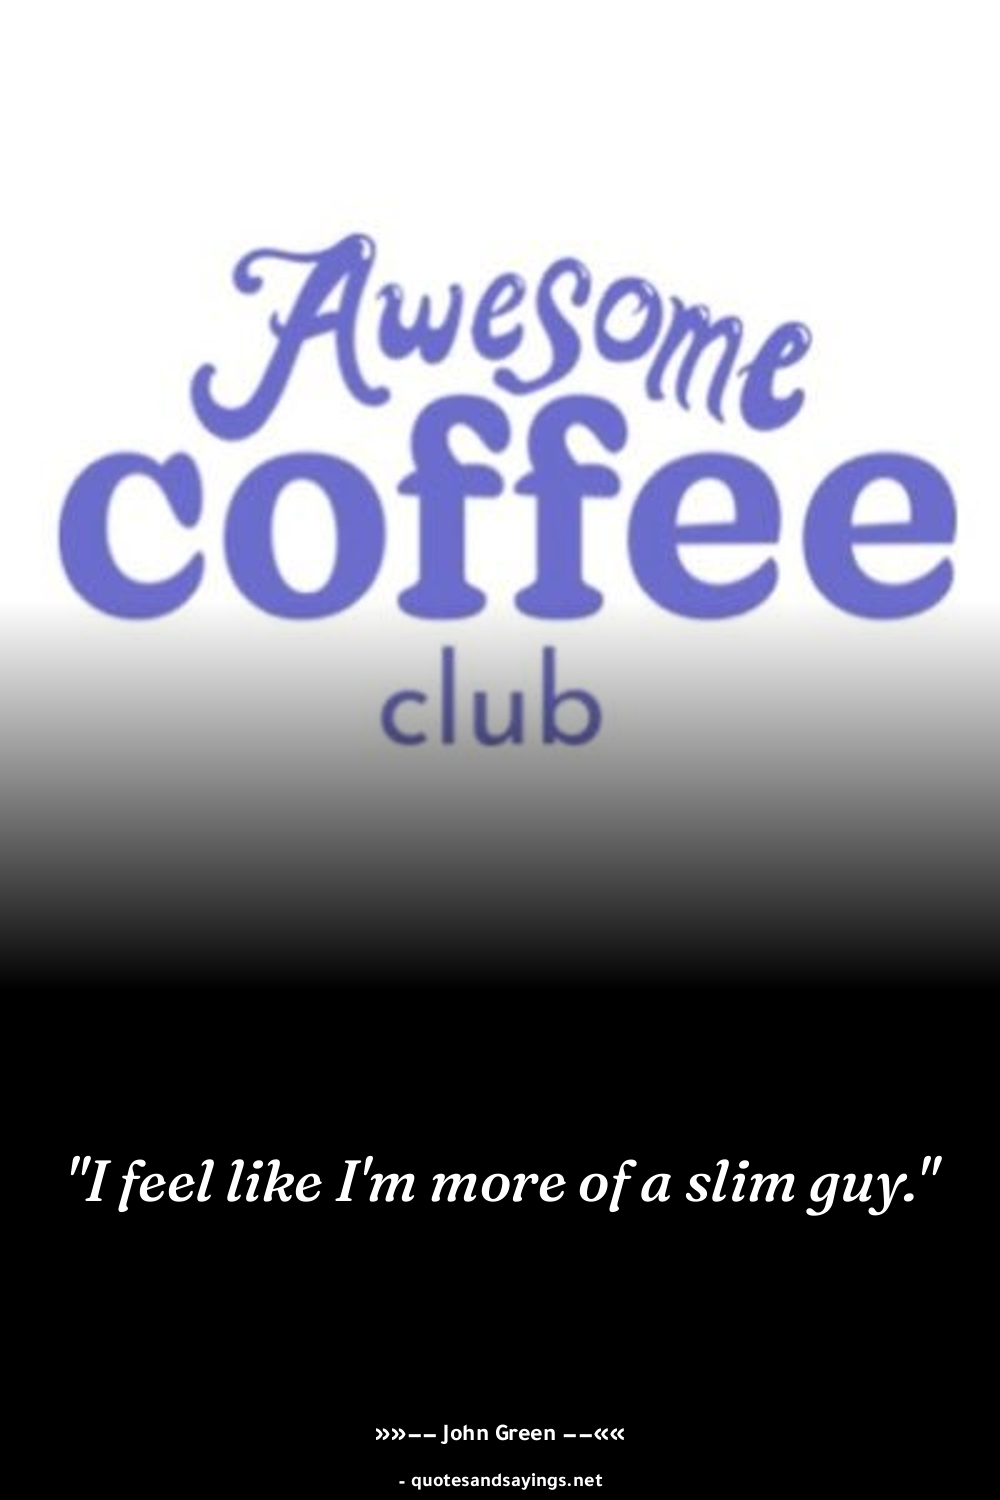 Awesome
coffee
club
"I feel like I'm more of a slim guy."
»»–– John Green ––««
- quotesandsayings.net